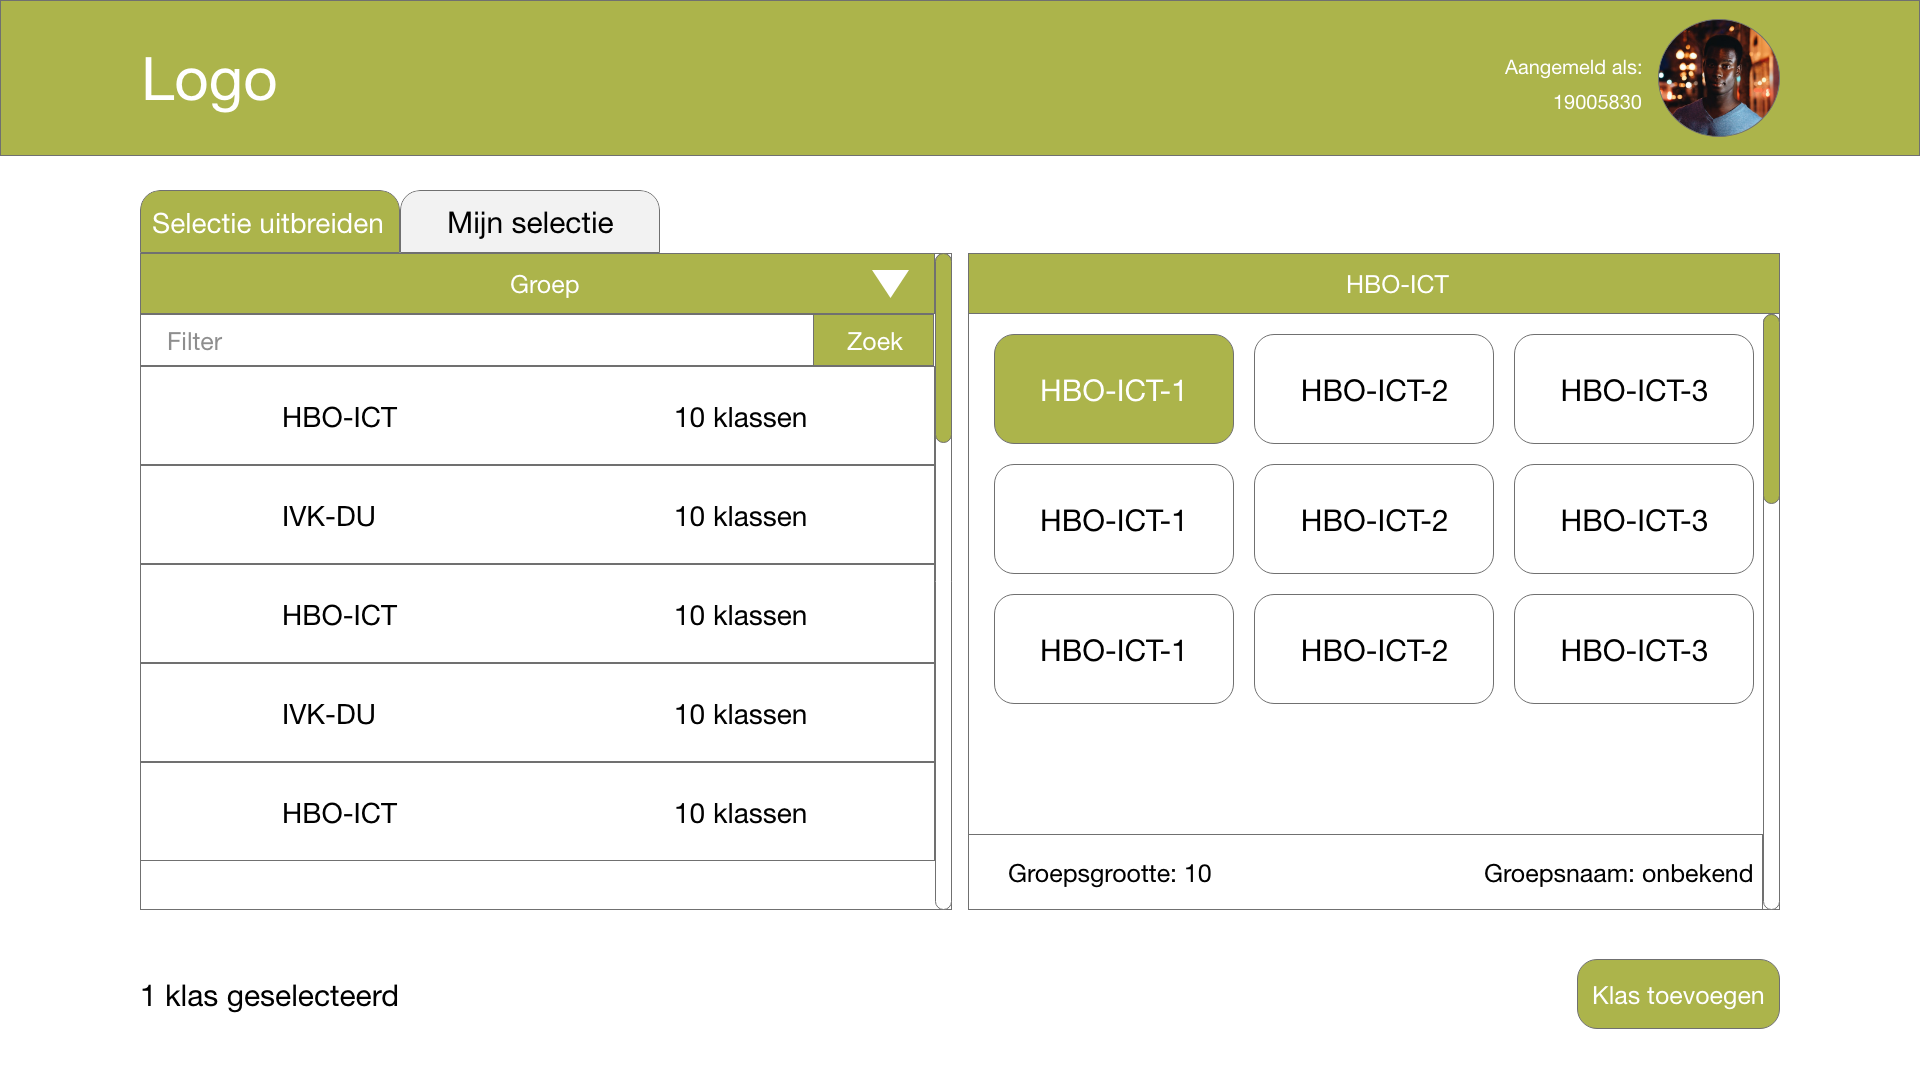 Logo
Aangemeld als:
19005830
Selectie uitbreiden
Mijn selectie
Groep
Filter
Zoek
HBO-ICT 10 klassen
IVK-DU 10 klassen
HBO-ICT 10 klassen
IVK-DU 10 klassen
HBO-ICT 10 klassen
HBO-ICT
HBO-ICT-1 HBO-ICT-2 HBO-ICT-3
HBO-ICT-1 HBO-ICT-2 HBO-ICT-3
HBO-ICT-1 HBO-ICT-2 HBO-ICT-3
Groepsgrootte: 10
Groepsnaam: onbekend
1 klas geselecteerd
Klas toevoegen